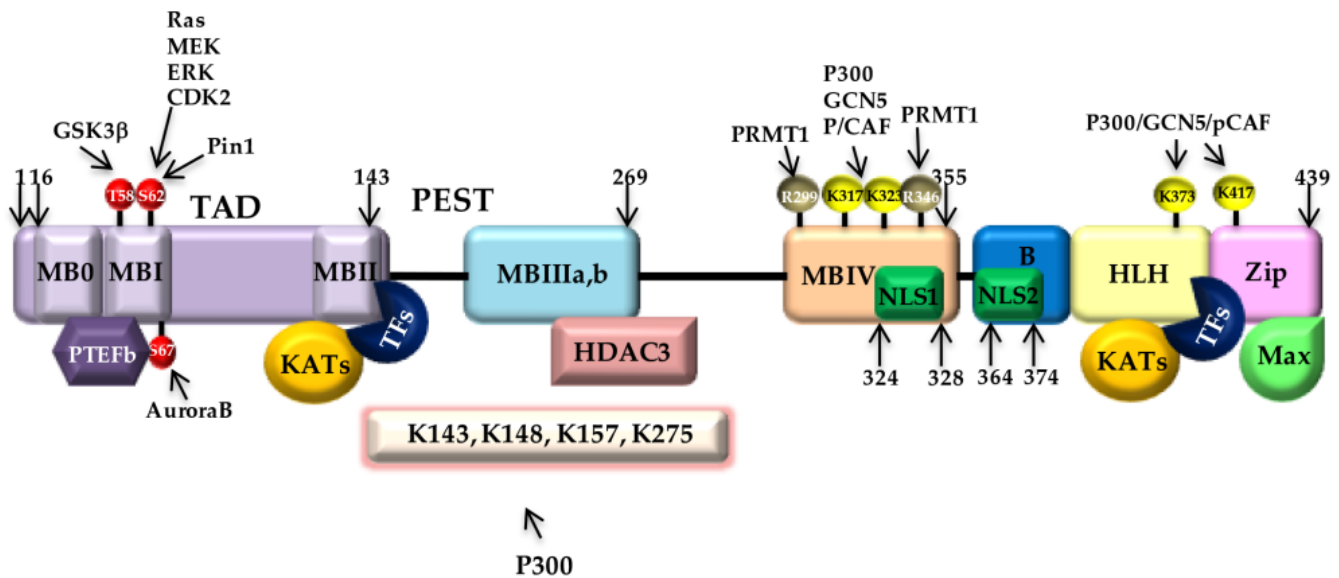 Ras
MEK
ERK
CDK2
GSK3β
Pin1
P300
GCN5
P/CAF
PRMT1
PRMT1
P300/GCN5/pCAF
116
T58
S62
TAD
143
PEST
269
R299
K317
K323
R346
355
K373
K417
439
MB0
MBI
MBII
MBIIIa,b
MBIV
NLS1
B
NLS2
HLH
Zip
PTEFb
S67
KATs
TFs
HDAC3
324
328
364
374
KATs
TFs
Max
AuroraB
K143, K148, K157, K275
P300